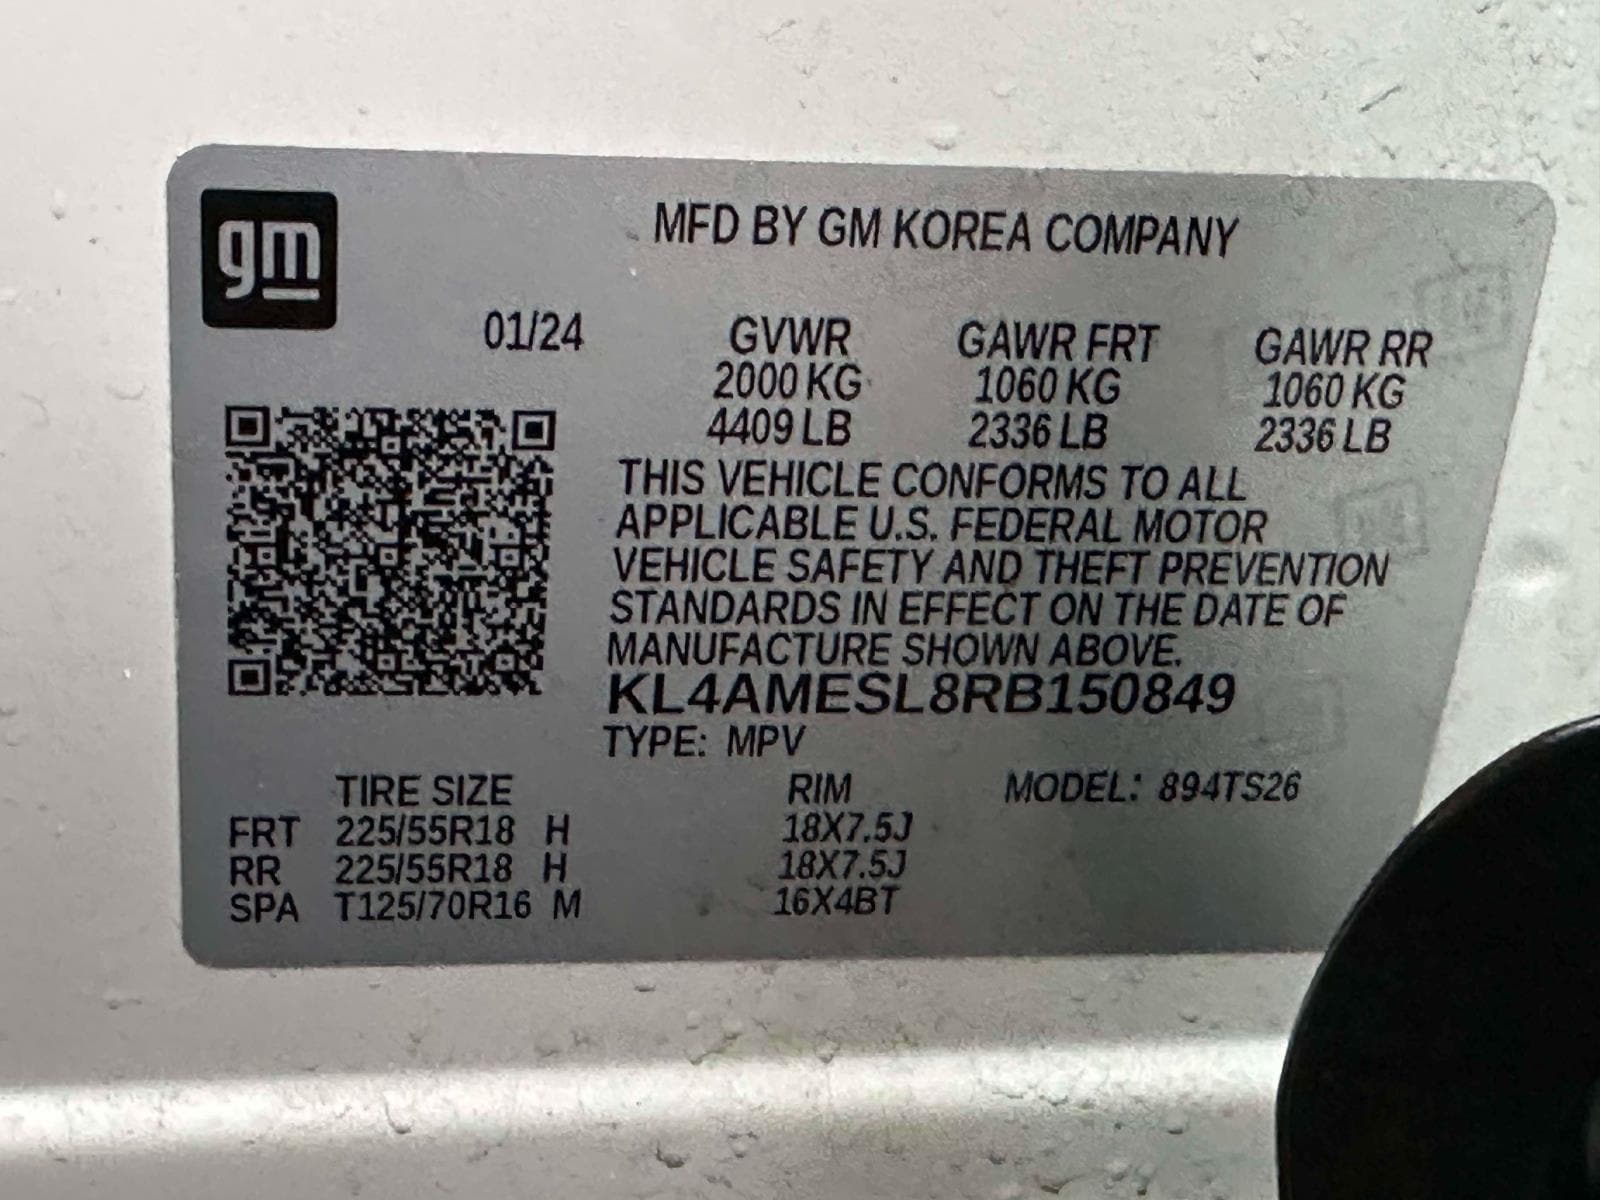 gm
MFD BY GM KOREA COMPANY
01/24 GVWR GAWR FRT GAWR RR
2000 KG 1060 KG 1060 KG
4409 LB 2336 LB 2336 LB
THIS VEHICLE CONFORMS TO ALL
APPLICABLE U.S. FEDERAL MOTOR
VEHICLE SAFETY AND THEFT PREVENTION
STANDARDS IN EFFECT ON THE DATE OF
MANUFACTURE SHOWN ABOVE.
KL4AMESL8RB150849
TYPE: MPV
TIRE SIZE RIM MODEL: 894TS26
FRT 225/55R18 H 18X7.5J
RR 225/55R18 H 18X7.5J
SPA T125/70R16 M 16X4BT